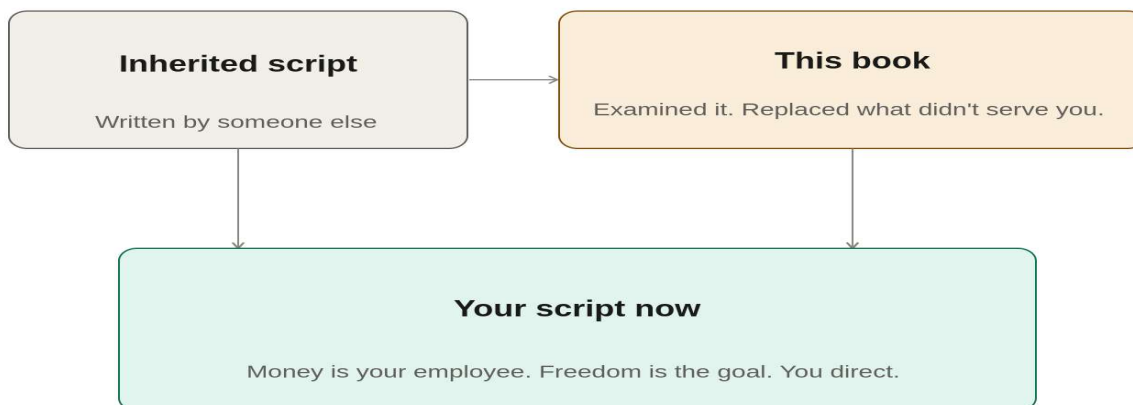 Inherited script
Written by someone else
This book
Examined it. Replaced what didn't serve you.
Your script now
Money is your employee. Freedom is the goal. You direct.